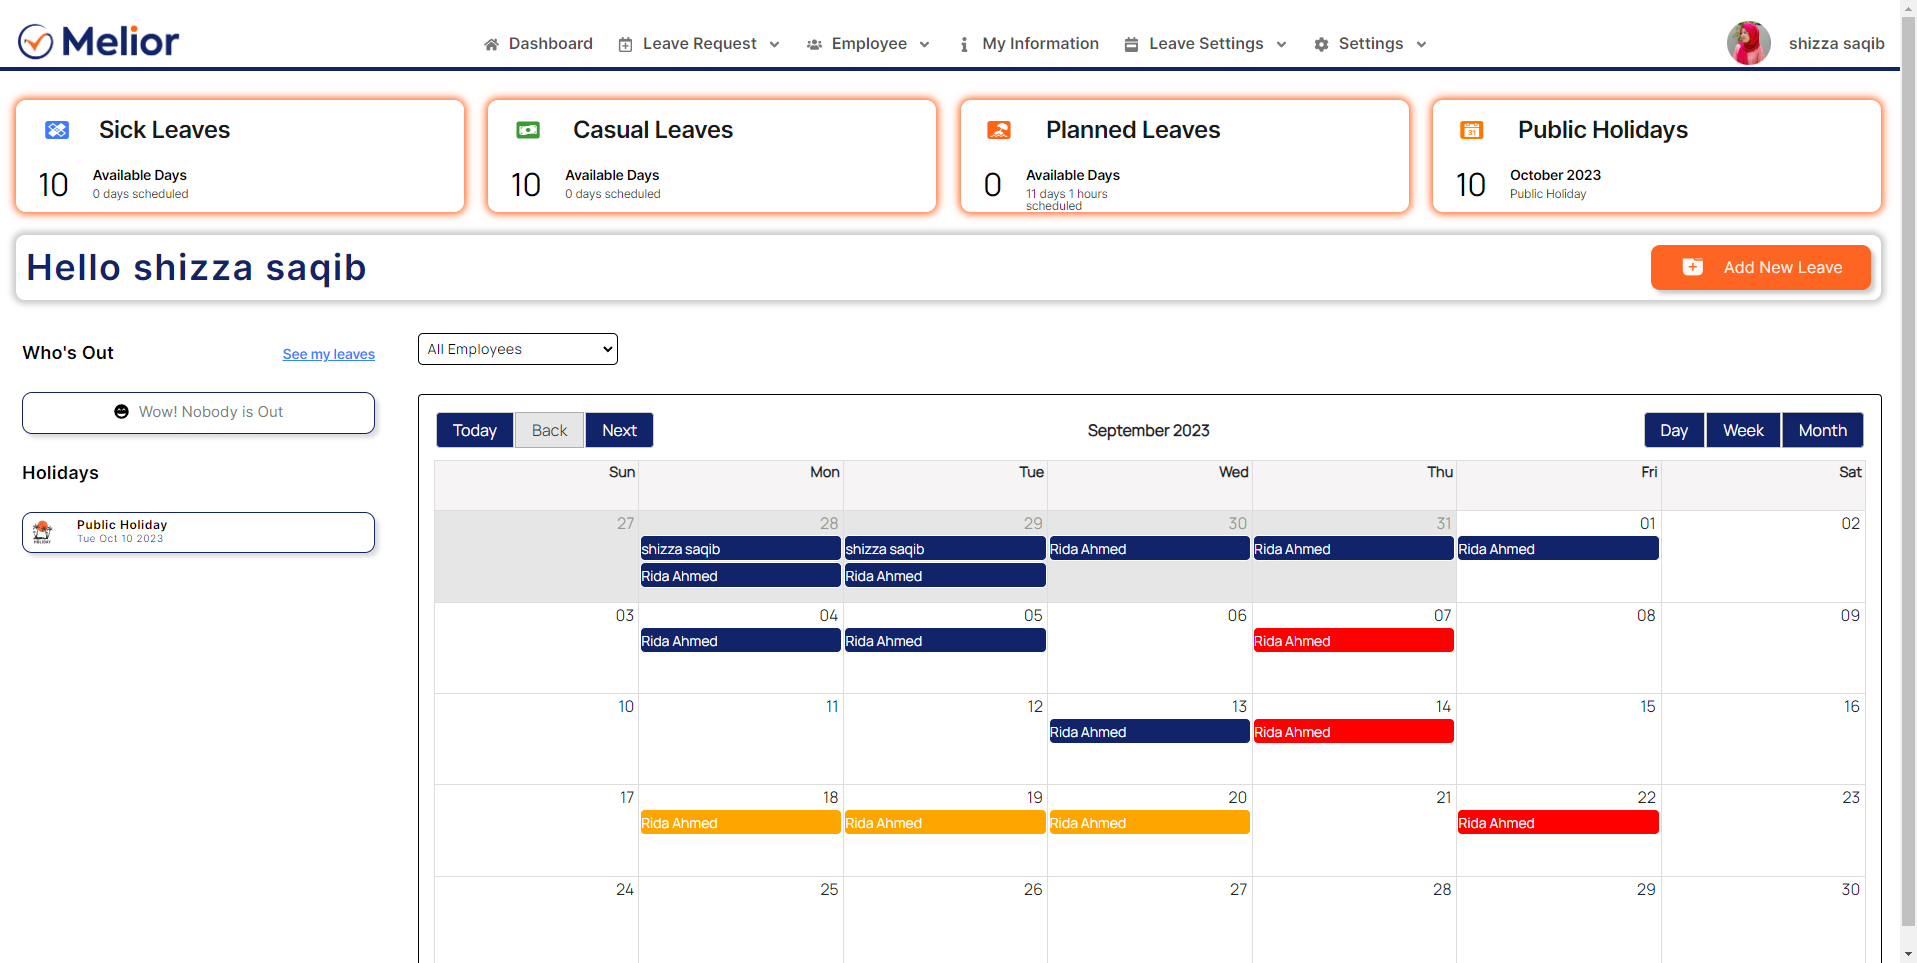 Melior
Dashboard
Leave Request
Employee
My Information
Leave Settings
Settings
shizza saqib
Sick Leaves
10
Available Days
0 days scheduled
Casual Leaves
10
Available Days
0 days scheduled
Planned Leaves
0
Available Days
11 days 1 hours
scheduled
Public Holidays
10
October 2023
Public Holiday
Hello shizza saqib
Add New Leave
Who's Out
See my leaves
Wow! Nobody is Out
Holidays
Public Holiday
Tue Oct 10 2023
All Employees
Today Back Next
September 2023
Day Week Month
Sun Mon Tue Wed Thu Fri Sat
27 28 29 30 31 01 02
shizza saqib shizza saqib Rida Ahmed Rida Ahmed Rida Ahmed
Rida Ahmed Rida Ahmed
03 04 05 06 07 08 09
Rida Ahmed Rida Ahmed Rida Ahmed
10 11 12 13 14 15 16
Rida Ahmed Rida Ahmed
17 18 19 20 21 22 23
Rida Ahmed Rida Ahmed Rida Ahmed Rida Ahmed
24 25 26 27 28 29 30